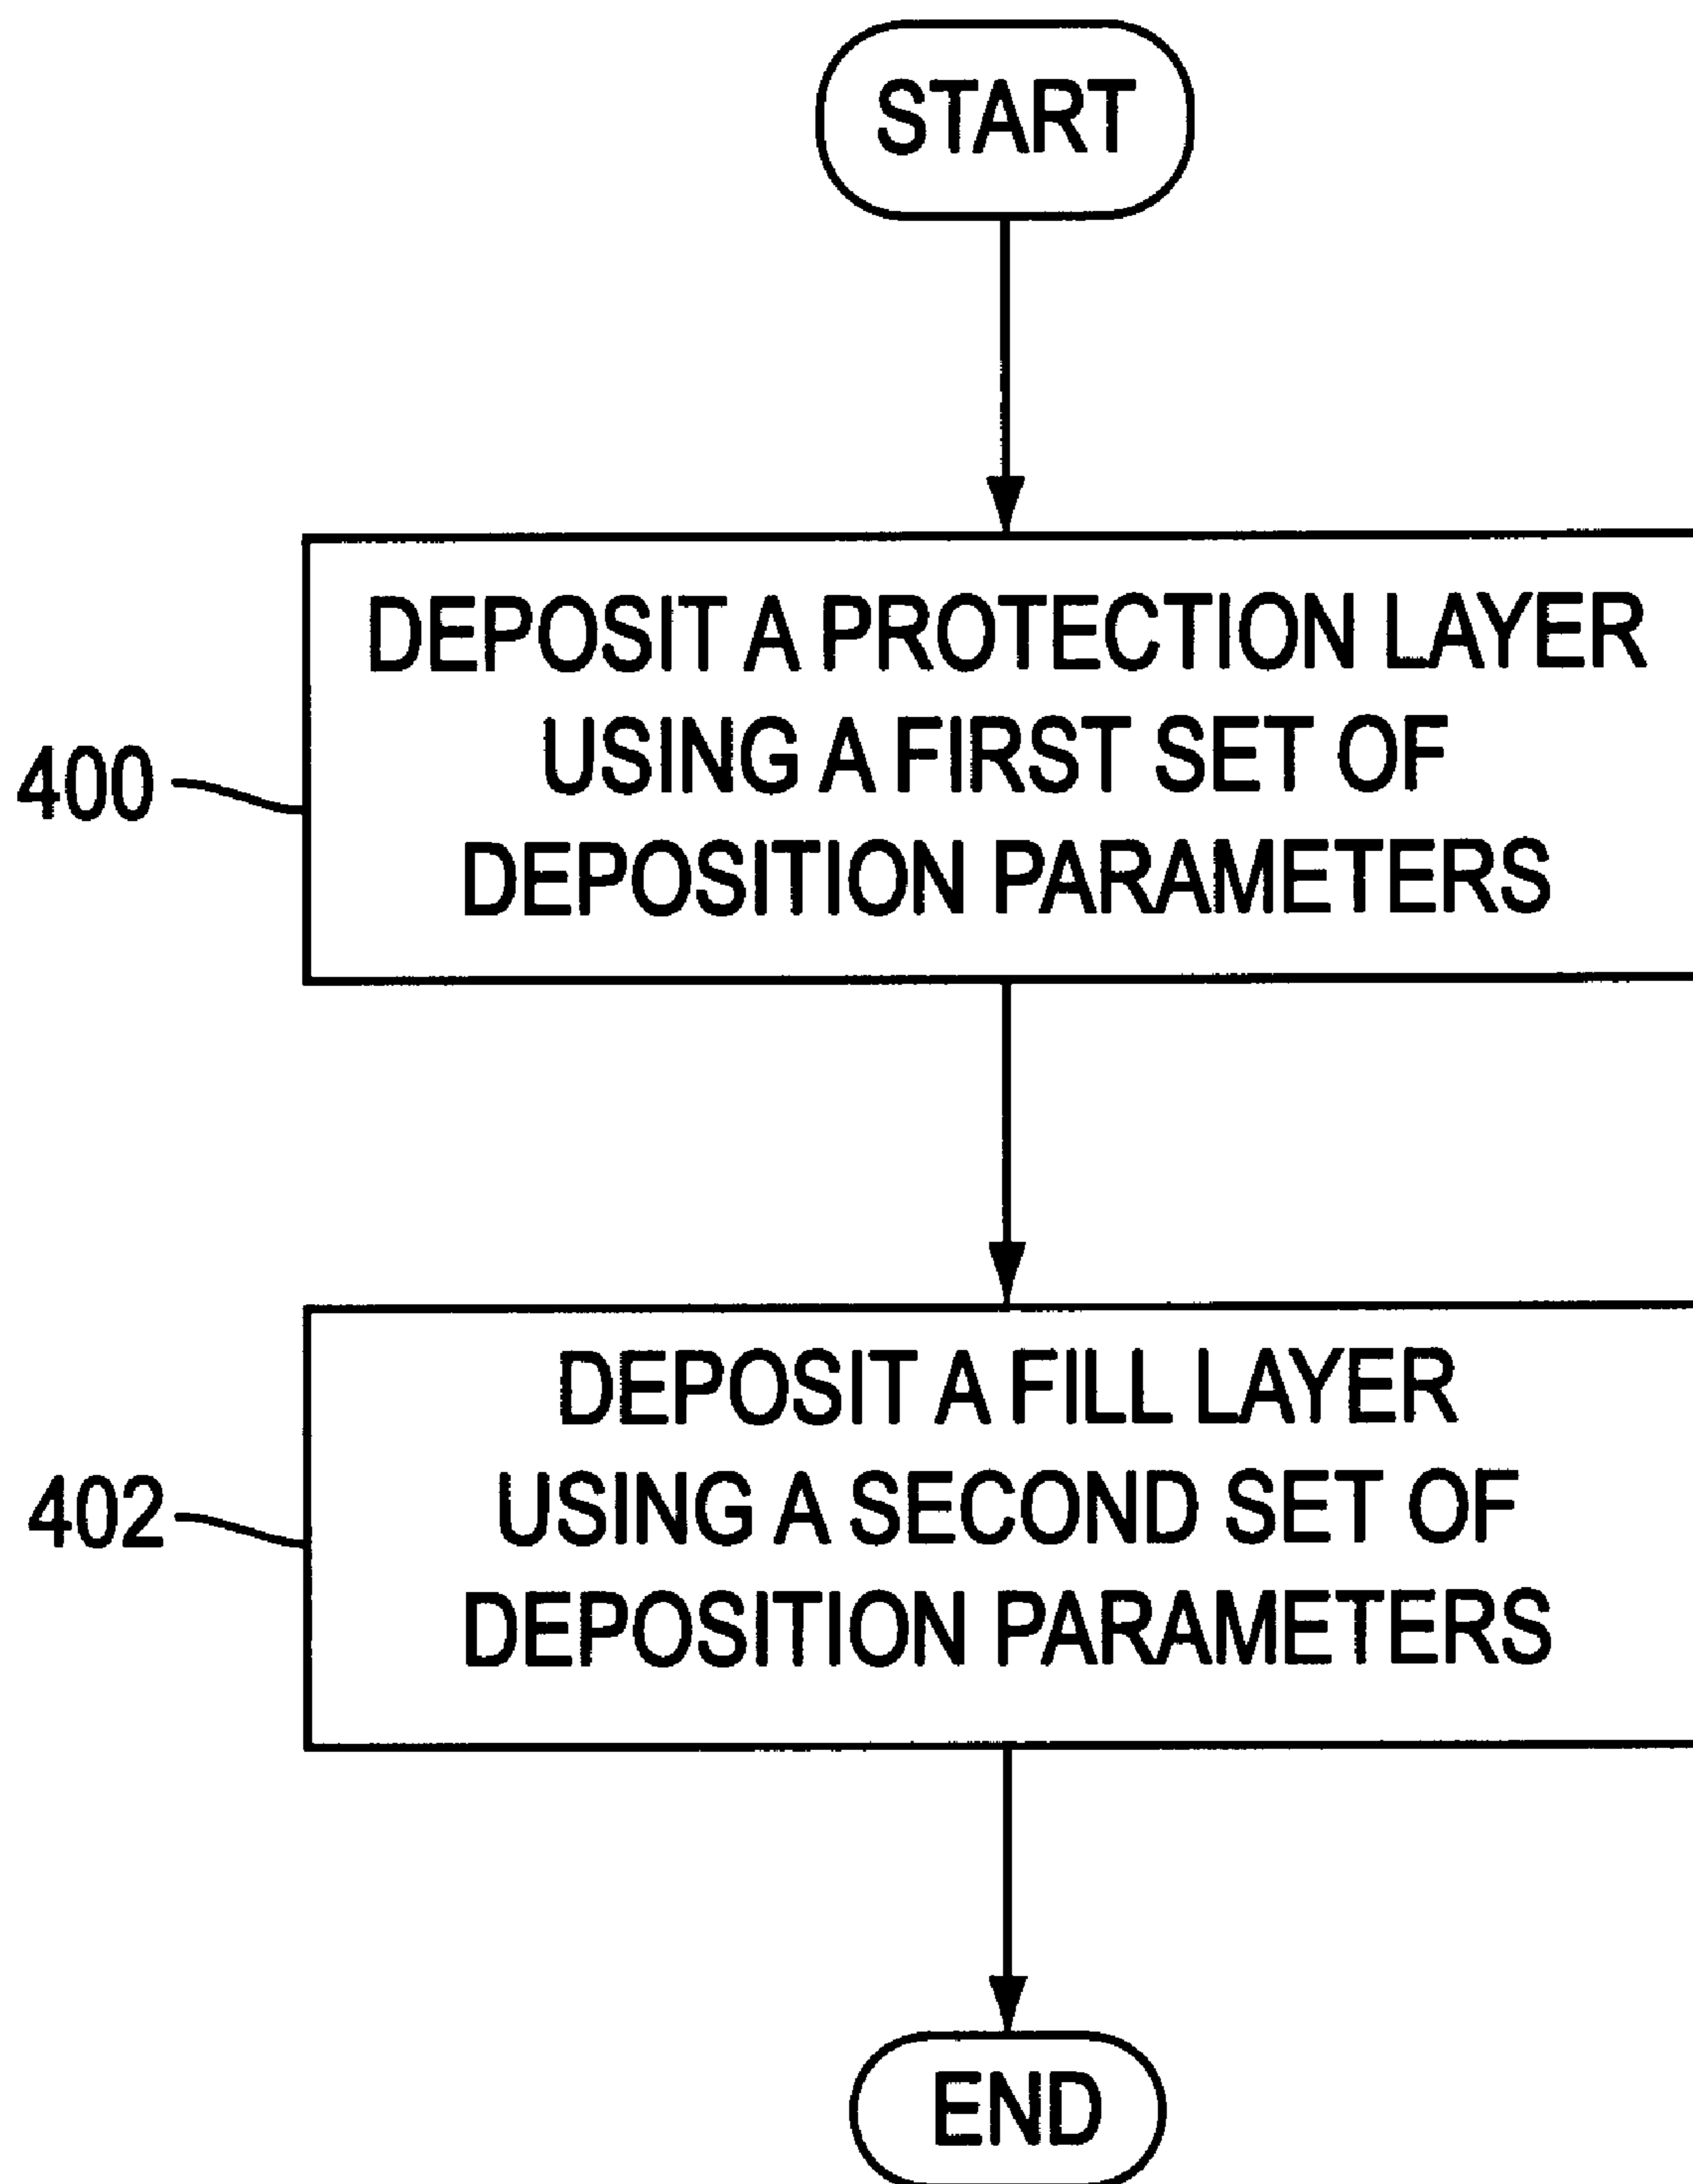 START
DEPOSIT A PROTECTION LAYER
USING A FIRST SET OF
DEPOSITION PARAMETERS
400
DEPOSIT A FILL LAYER
USING A SECOND SET OF
DEPOSITION PARAMETERS
402
END